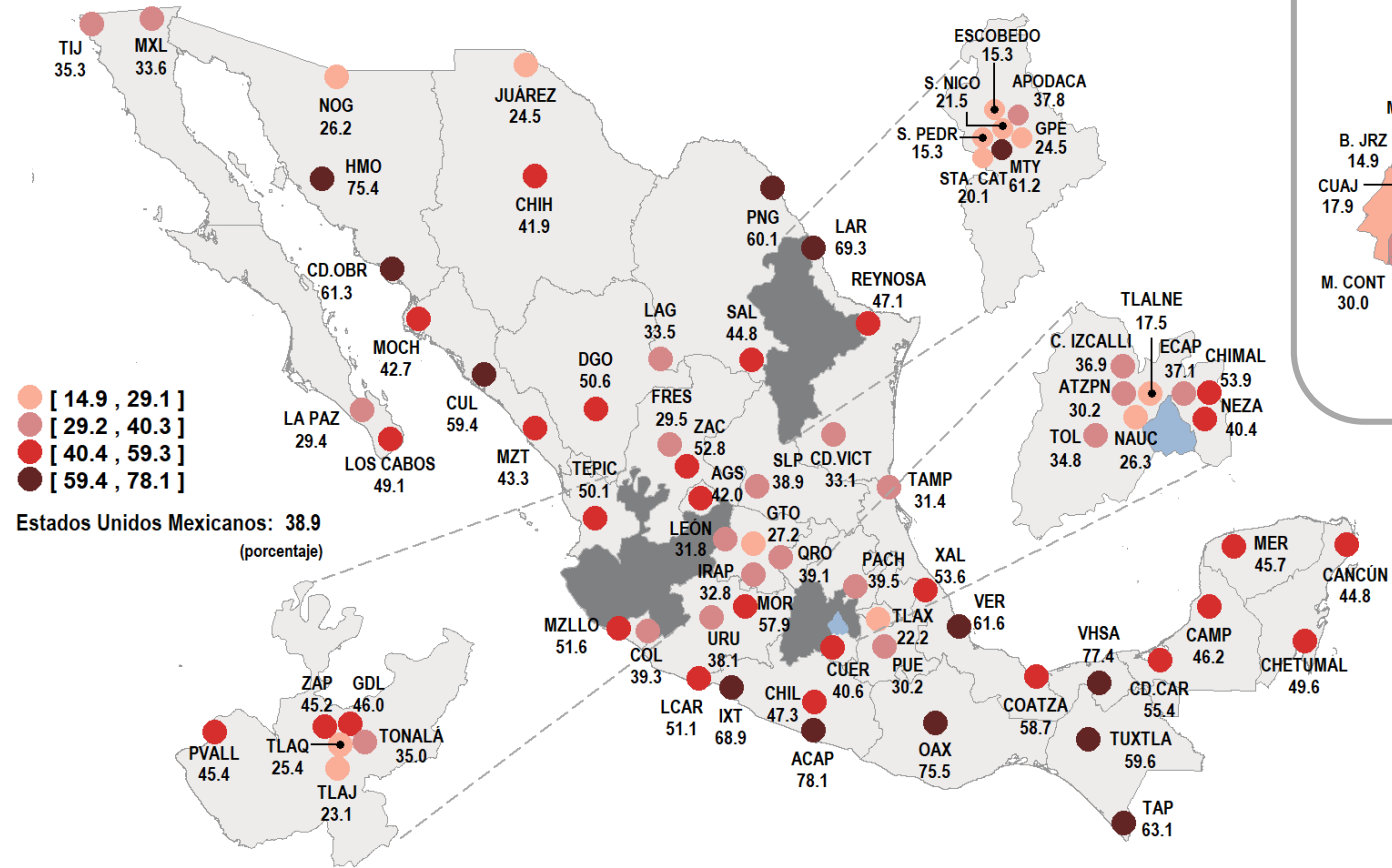 TIJ
35.3
MXL
33.6
NOG
26.2
JUÁREZ
24.5
HMO
75.4
CHIH
41.9
CD.OBR
61.3
MOCH
42.7
CUL
59.4
MZT
43.3
LA PAZ
29.4
LOS CABOS
49.1
PNG
60.1
LAR
69.3
REYNOSA
47.1
LAG
33.5
SAL
44.8
DGO
50.6
FRES
29.5
ZAC
52.8
TEPIC
50.1
AGS
42.0
SLP
38.9
CD.VICT
33.1
TAMP
31.4
LEÓN
31.8
GTO
27.2
QRO
39.1
IRAP
32.8
PACH
39.5
XAL
53.6
MOR
57.9
TLAX
22.2
VER
61.6
MZLLO
51.6
COL
39.3
URU
38.1
CUER
40.6
PUE
30.2
LCAR
51.1
IXT
68.9
CHIL
47.3
ACAP
78.1
OAX
75.5
COATZA
58.7
VHSA
77.4
CD.CAR
55.4
TUXTLA
59.6
TAP
63.1
MER
45.7
CANCÚN
44.8
CAMP
46.2
CHETUMAL
49.6
ESCOBEDO
15.3
S. NICO
21.5
APODACA
37.8
S. PEDR
15.3
GPE
24.5
STA. CAT
20.1
MTY
61.2
TLALNE
17.5
C. IZCALLI
36.9
ECAP
37.1
CHIMAL
53.9
ATZPN
30.2
NEZA
40.4
TOL
34.8
NAUC
26.3
M
B. JRZ
14.9
CUAJ
17.9
M. CONT
30.0
[ 14.9 , 29.1 ]
[ 29.2 , 40.3 ]
[ 40.4 , 59.3 ]
[ 59.4 , 78.1 ]
Estados Unidos Mexicanos: 38.9
(porcentaje)
ZAP
45.2
GDL
46.0
PVALL
45.4
TLAQ
25.4
TONALÁ
35.0
TLAJ
23.1